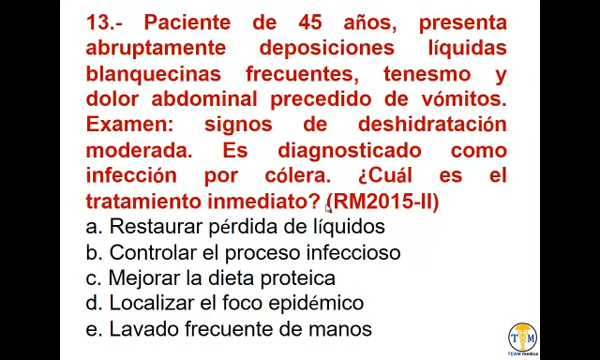 13.- Paciente de 45 años, presenta
abruptamente deposiciones líquidas
blanquecinas frecuentes, tenesmo y
dolor abdominal precedido de vómitos.
Examen: signos de deshidratación
moderada. Es diagnosticado como
infección por cólera. ¿Cuál es el
tratamiento inmediato? (RM2015-II)
a. Restaurar pérdida de líquidos
b. Controlar el proceso infeccioso
c. Mejorar la dieta proteica
d. Localizar el foco epidémico
e. Lavado frecuente de manos
T M
TEAM medica